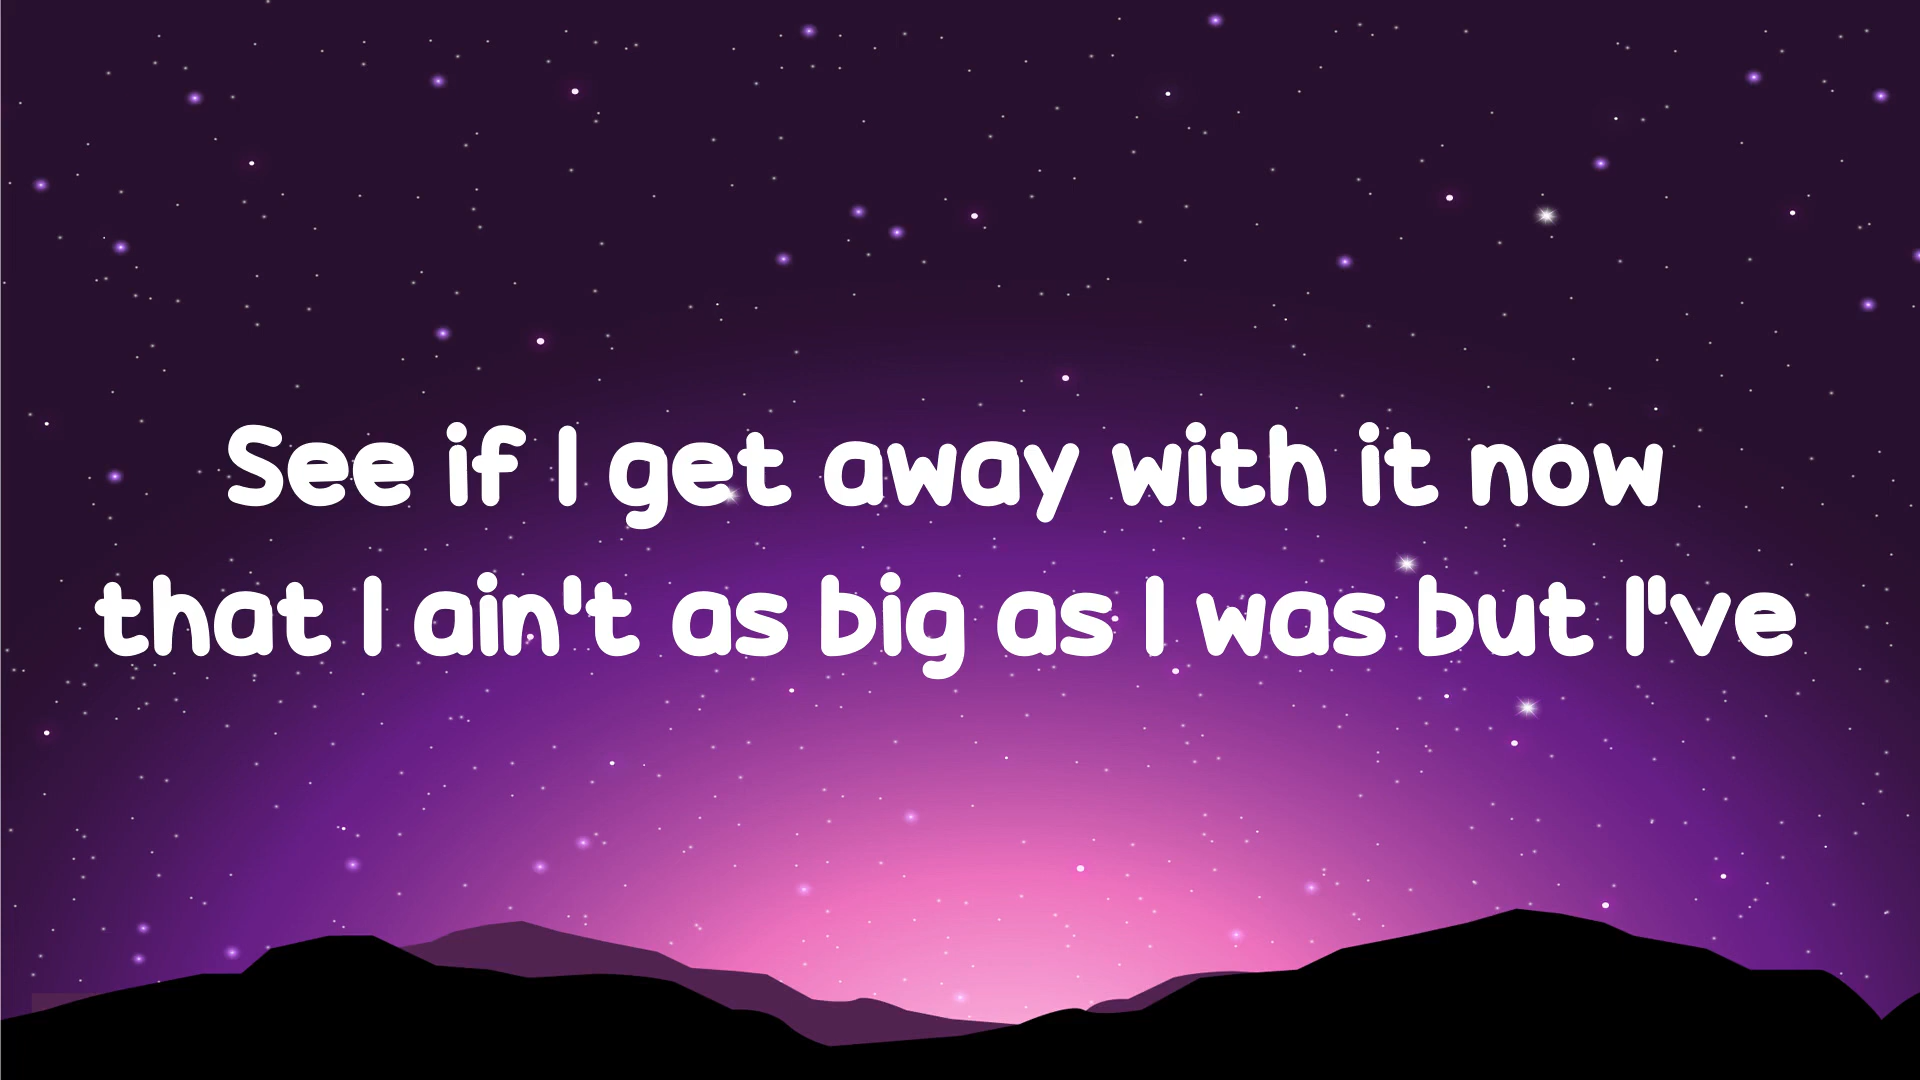 See if I get away with it now
that I ain't as big as I was but I've